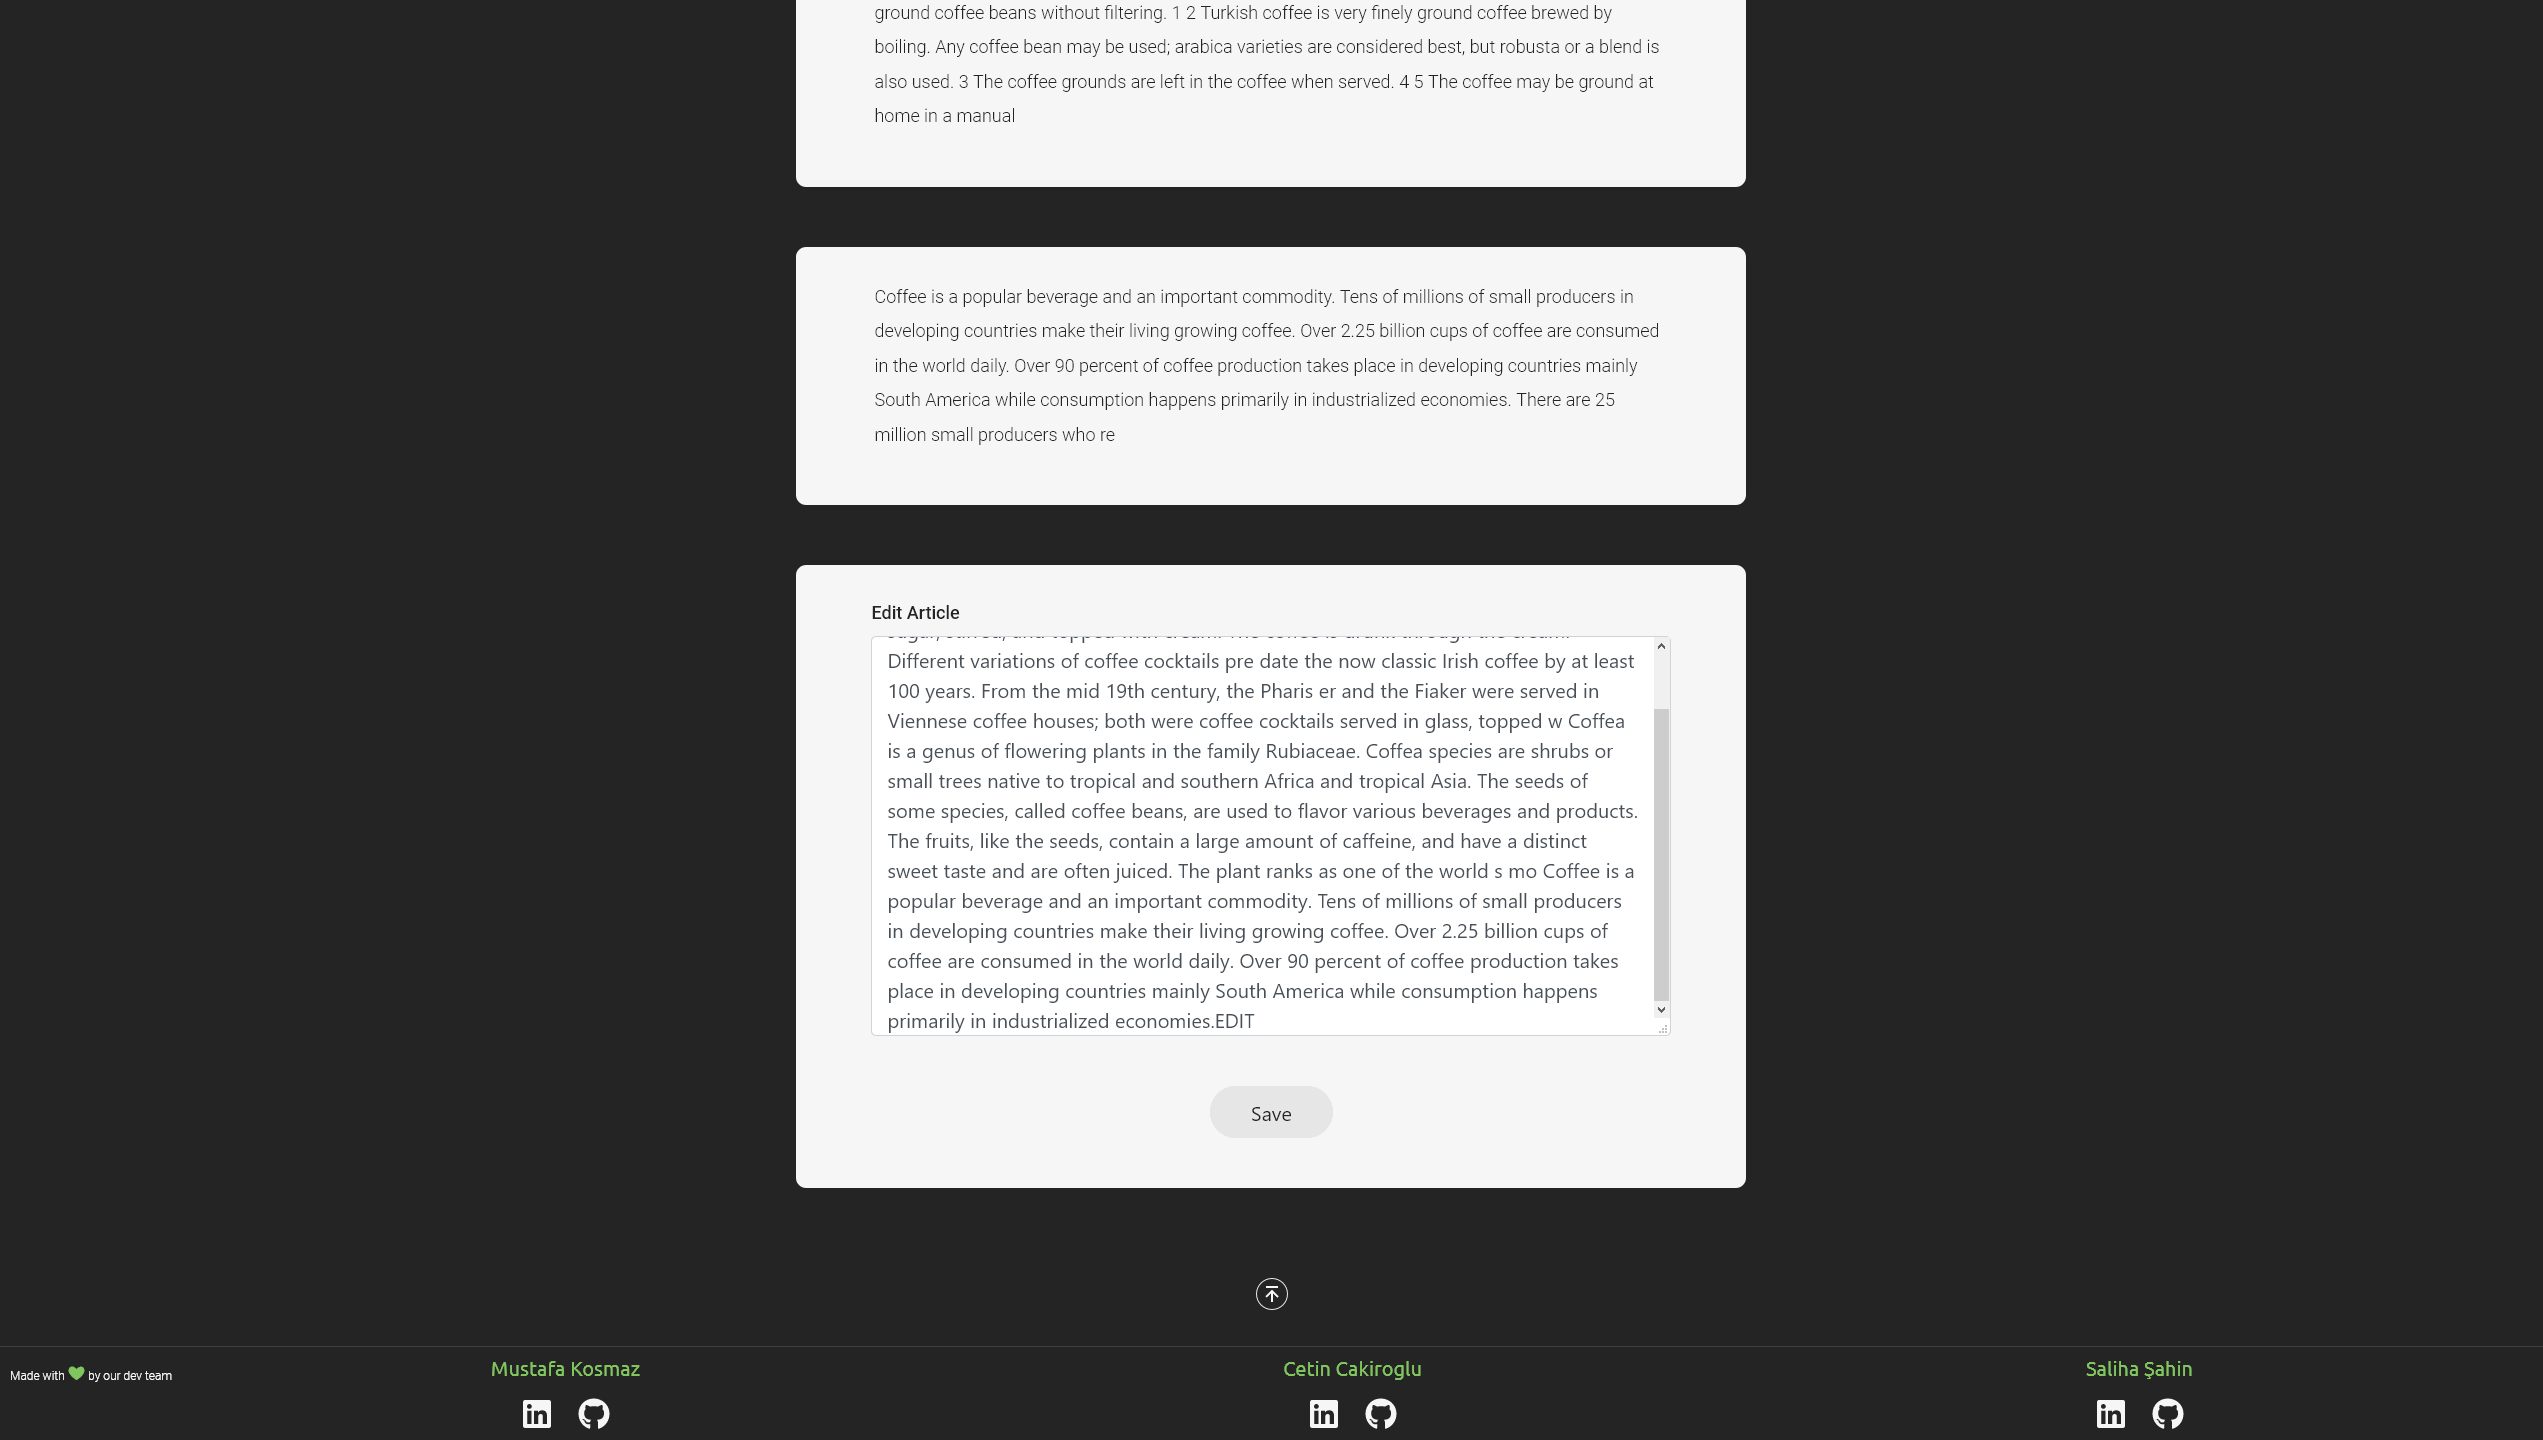 ground coffee beans without filtering. 1 2 Turkish coffee is very finely ground coffee brewed by
boiling. Any coffee bean may be used; arabica varieties are considered best, but robusta or a blend is
also used. 3 The coffee grounds are left in the coffee when served. 4 5 The coffee may be ground at
home in a manual
Coffee is a popular beverage and an important commodity. Tens of millions of small producers in
developing countries make their living growing coffee. Over 2.25 billion cups of coffee are consumed
in the world daily. Over 90 percent of coffee production takes place in developing countries mainly
South America while consumption happens primarily in industrialized economies. There are 25
million small producers who re
Edit Article
sugar, stirred, and topped with cream. The coffee is drunk through the cream.
Different variations of coffee cocktails pre date the now classic Irish coffee by at least
100 years. From the mid 19th century, the Pharis er and the Fiaker were served in
Viennese coffee houses; both were coffee cocktails served in glass, topped w Coffea
is a genus of flowering plants in the family Rubiaceae. Coffea species are shrubs or
small trees native to tropical and southern Africa and tropical Asia. The seeds of
some species, called coffee beans, are used to flavor various beverages and products.
The fruits, like the seeds, contain a large amount of caffeine, and have a distinct
sweet taste and are often juiced. The plant ranks as one of the world s mo Coffee is a
popular beverage and an important commodity. Tens of millions of small producers
in developing countries make their living growing coffee. Over 2.25 billion cups of
coffee are consumed in the world daily. Over 90 percent of coffee production takes
place in developing countries mainly South America while consumption happens
primarily in industrialized economies.EDIT
Save
Made with 💚 by our dev team
Mustafa Kosmaz
Cetin Cakiroglu
Saliha Şahin